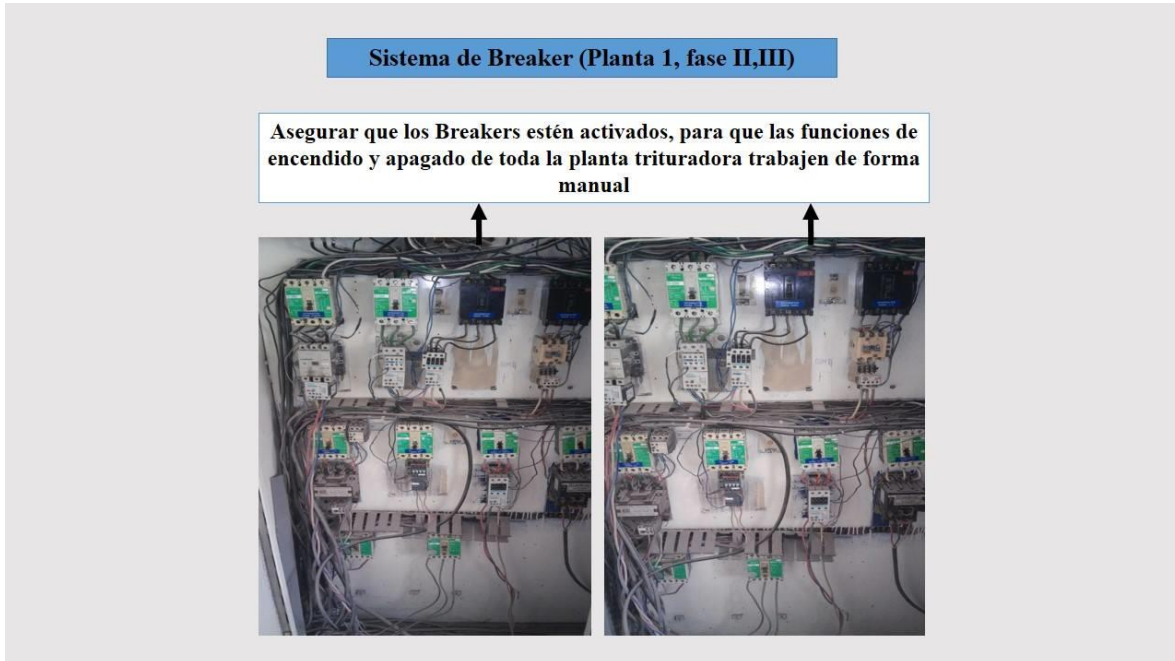 Sistema de Breaker (Planta 1, fase II,III)
Asegurar que los Breakers estén activados, para que las funciones de
encendido y apagado de toda la planta trituradora trabajen de forma
manual